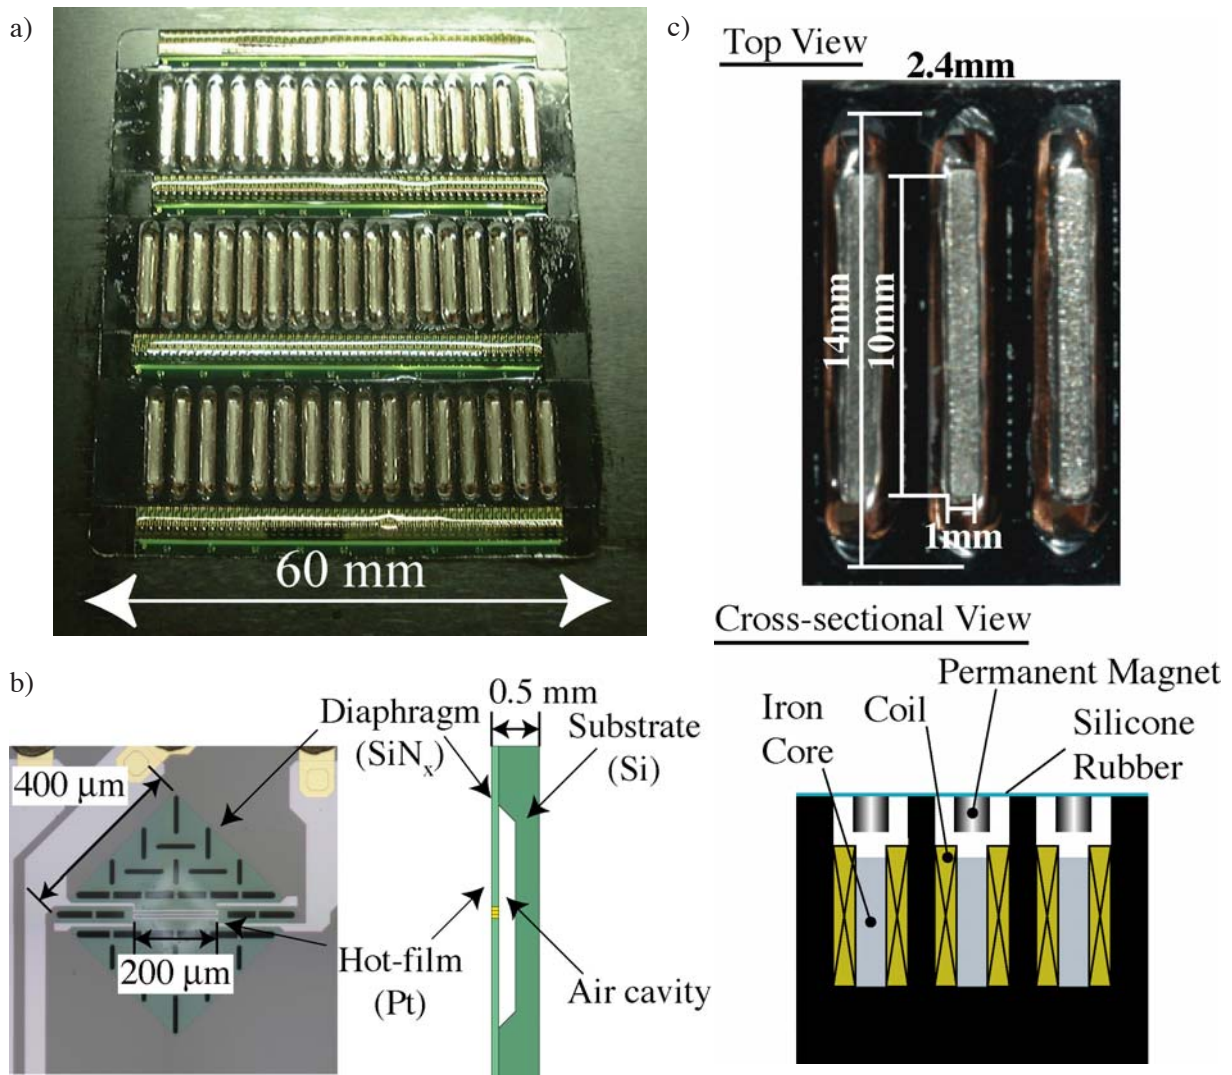 a)
60 mm
b)
400 μm
200 μm
Diaphragm
(SiNx)
Hot-film
(Pt)
0.5 mm
Substrate
(Si)
Air cavity
c)
Top View
2.4mm
14mm
10mm
1mm
Cross-sectional View
Iron
Core
Coil
Permanent Magnet
Silicone
Rubber